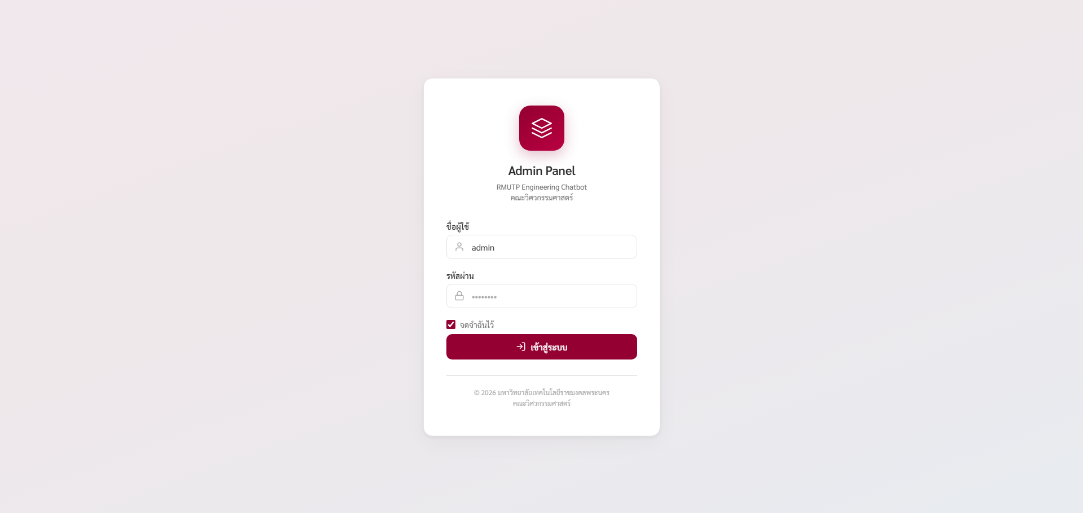 Admin Panel
RMUTP Engineering Chatbot
คณะวิศวกรรมศาสตร์
ชื่อผู้ใช้
admin
รหัสผ่าน
••••••••
จดจำฉันไว้
เข้าสู่ระบบ
© 2026 มหาวิทยาลัยเทคโนโลยีราชมงคลพระนคร
คณะวิศวกรรมศาสตร์